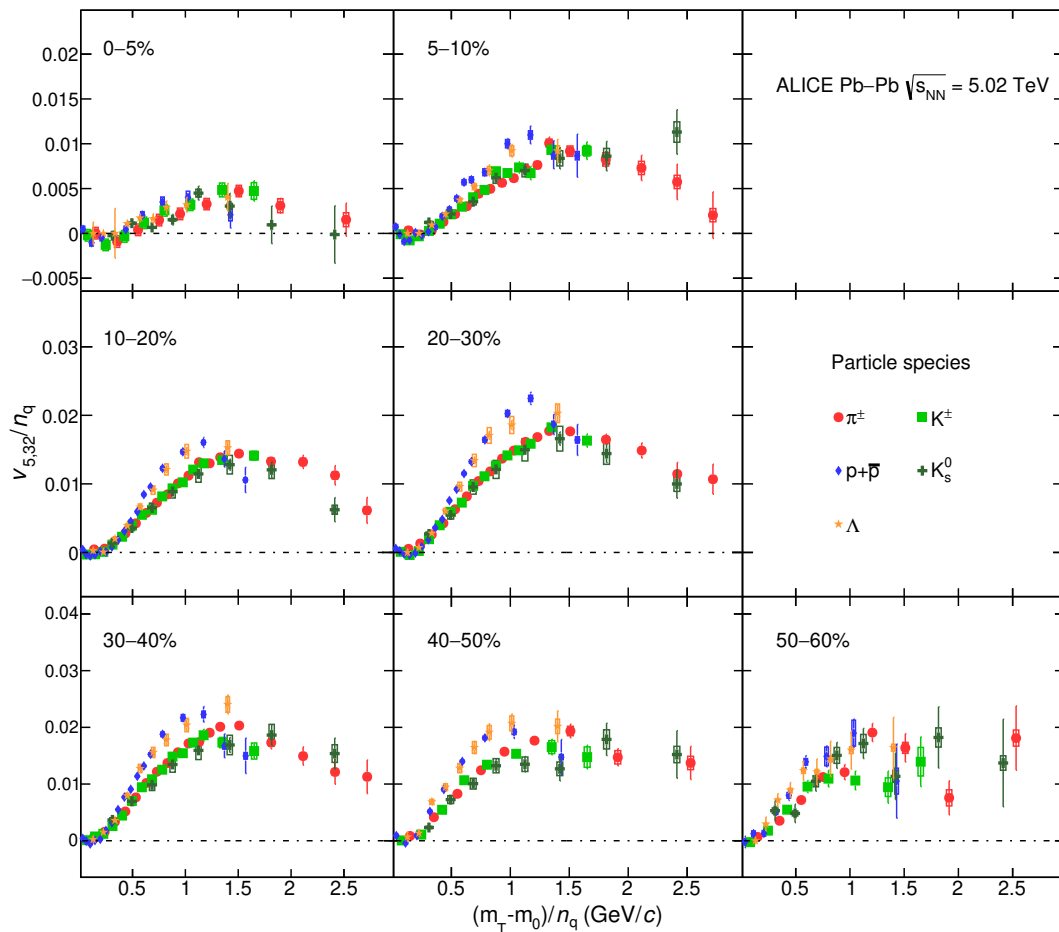 0.02
0.015
0.01
0.005
0
−0.005
0−5%
5−10%
ALICE Pb−Pb √s_NN = 5.02 TeV
0.03
0.02
0.01
0
10−20%
20−30%
Particle species
π±
K±
p+p̅
K⁰ₛ
Λ
v₅,₃₂/n_q
0.04
0.03
0.02
0.01
0
30−40%
40−50%
50−60%
0.5 1 1.5 2 2.5 0.5 1 1.5 2 2.5 0.5 1 1.5 2 2.5
(m_T-m₀)/n_q (GeV/c)